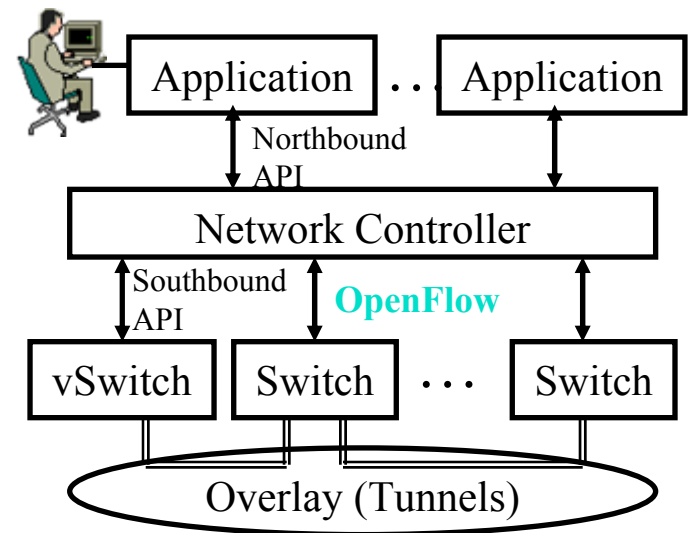 Application ... Application
Northbound
API
Network Controller
Southbound
API
OpenFlow
vSwitch Switch ... Switch
Overlay (Tunnels)